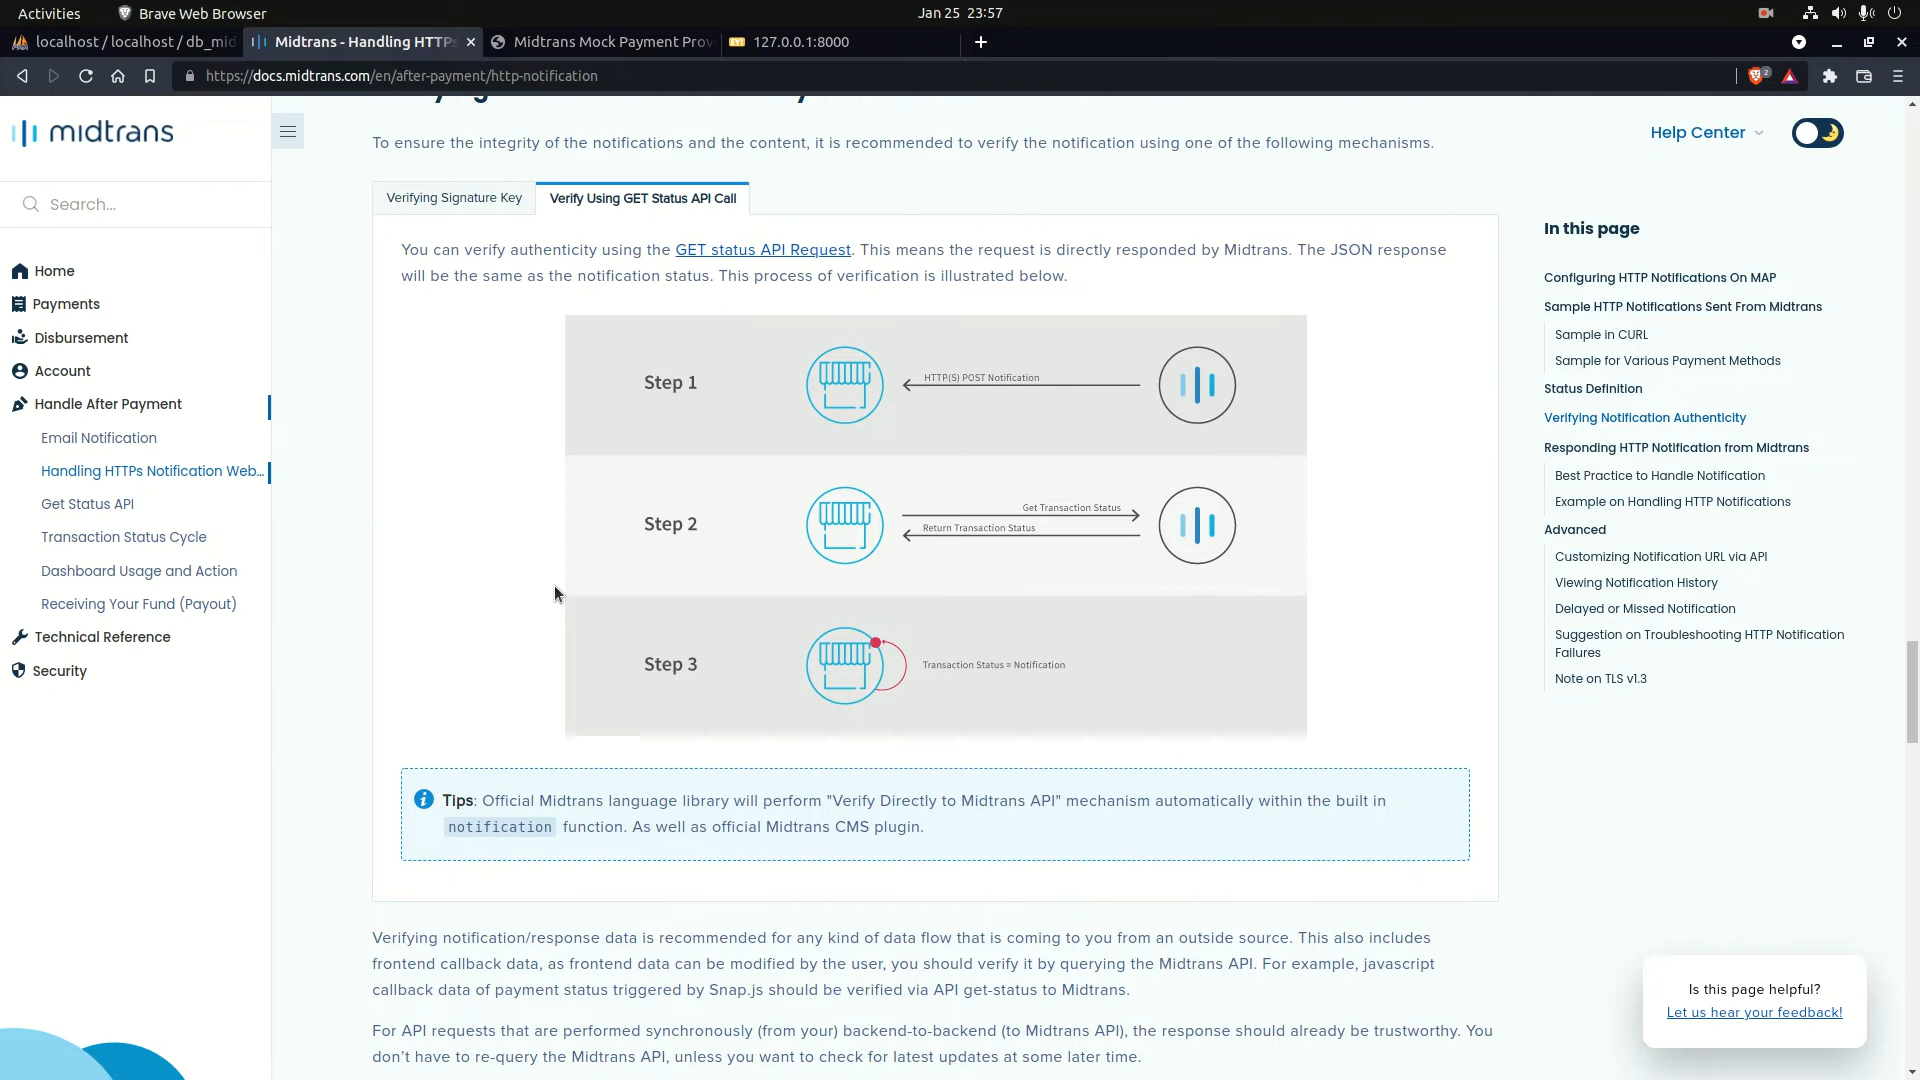 Activities
Brave Web Browser
Jan 25 23:57
localhost / localhost / db_mid
Midtrans - Handling HTTPs
Midtrans Mock Payment Prov
127.0.0.1:8000
https://docs.midtrans.com/en/after-payment/http-notification
2
midtrans
Search...
Home
Payments
Disbursement
Account
Handle After Payment
Email Notification
Handling HTTPs Notification Web...
Get Status API
Transaction Status Cycle
Dashboard Usage and Action
Receiving Your Fund (Payout)
Technical Reference
Security
Help Center
To ensure the integrity of the notifications and the content, it is recommended to verify the notification using one of the following mechanisms.
Verifying Signature Key
Verify Using GET Status API Call
You can verify authenticity using the GET status API Request. This means the request is directly responded by Midtrans. The JSON response
will be the same as the notification status. This process of verification is illustrated below.
Step 1
HTTP(S) POST Notification
Step 2
Get Transaction Status
Return Transaction Status
Step 3
Transaction Status = Notification
Tips: Official Midtrans language library will perform "Verify Directly to Midtrans API" mechanism automatically within the built in
notification function. As well as official Midtrans CMS plugin.
Verifying notification/response data is recommended for any kind of data flow that is coming to you from an outside source. This also includes
frontend callback data, as frontend data can be modified by the user, you should verify it by querying the Midtrans API. For example, javascript
callback data of payment status triggered by Snap.js should be verified via API get-status to Midtrans.
For API requests that are performed synchronously (from your) backend-to-backend (to Midtrans API), the response should already be trustworthy. You
don't have to re-query the Midtrans API, unless you want to check for latest updates at some later time.
In this page
Configuring HTTP Notifications On MAP
Sample HTTP Notifications Sent From Midtrans
Sample in CURL
Sample for Various Payment Methods
Status Definition
Verifying Notification Authenticity
Responding HTTP Notification from Midtrans
Best Practice to Handle Notification
Example on Handling HTTP Notifications
Advanced
Customizing Notification URL via API
Viewing Notification History
Delayed or Missed Notification
Suggestion on Troubleshooting HTTP Notification
Failures
Note on TLS v1.3
Is this page helpful?
Let us hear your feedback!